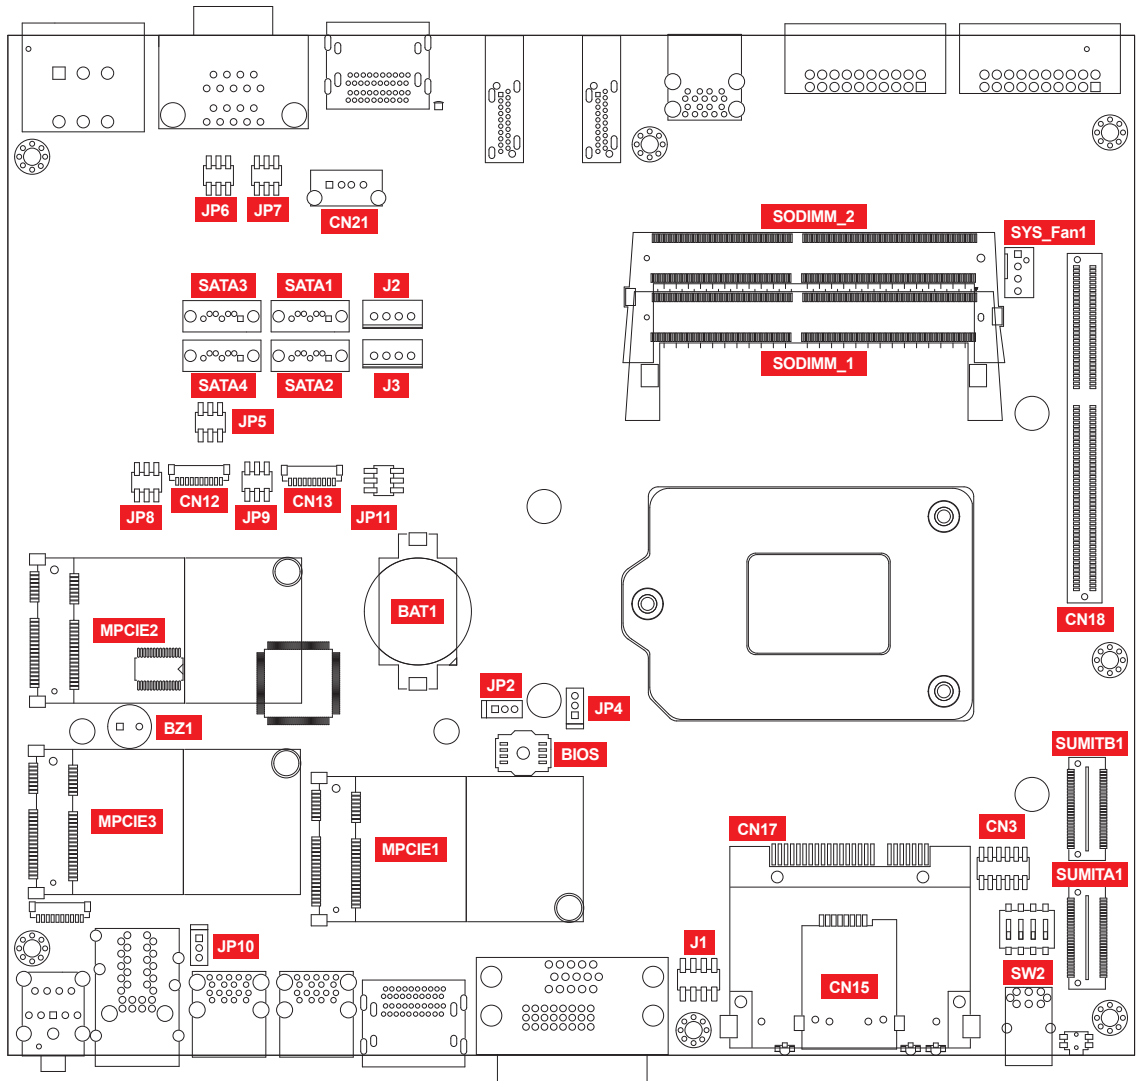 JP6
JP7
CN21
SODIMM_2
SYS_Fan1
SATA3
SATA1
J2
SODIMM_1
SATA4
SATA2
J3
JP5
CN12
CN13
JP8
JP9
JP11
BAT1
CN18
MPCIE2
JP2
JP4
BZ1
BIOS
SUMITB1
MPCIE3
CN17
CN3
MPCIE1
SUMITA1
JP10
J1
SW2
CN15